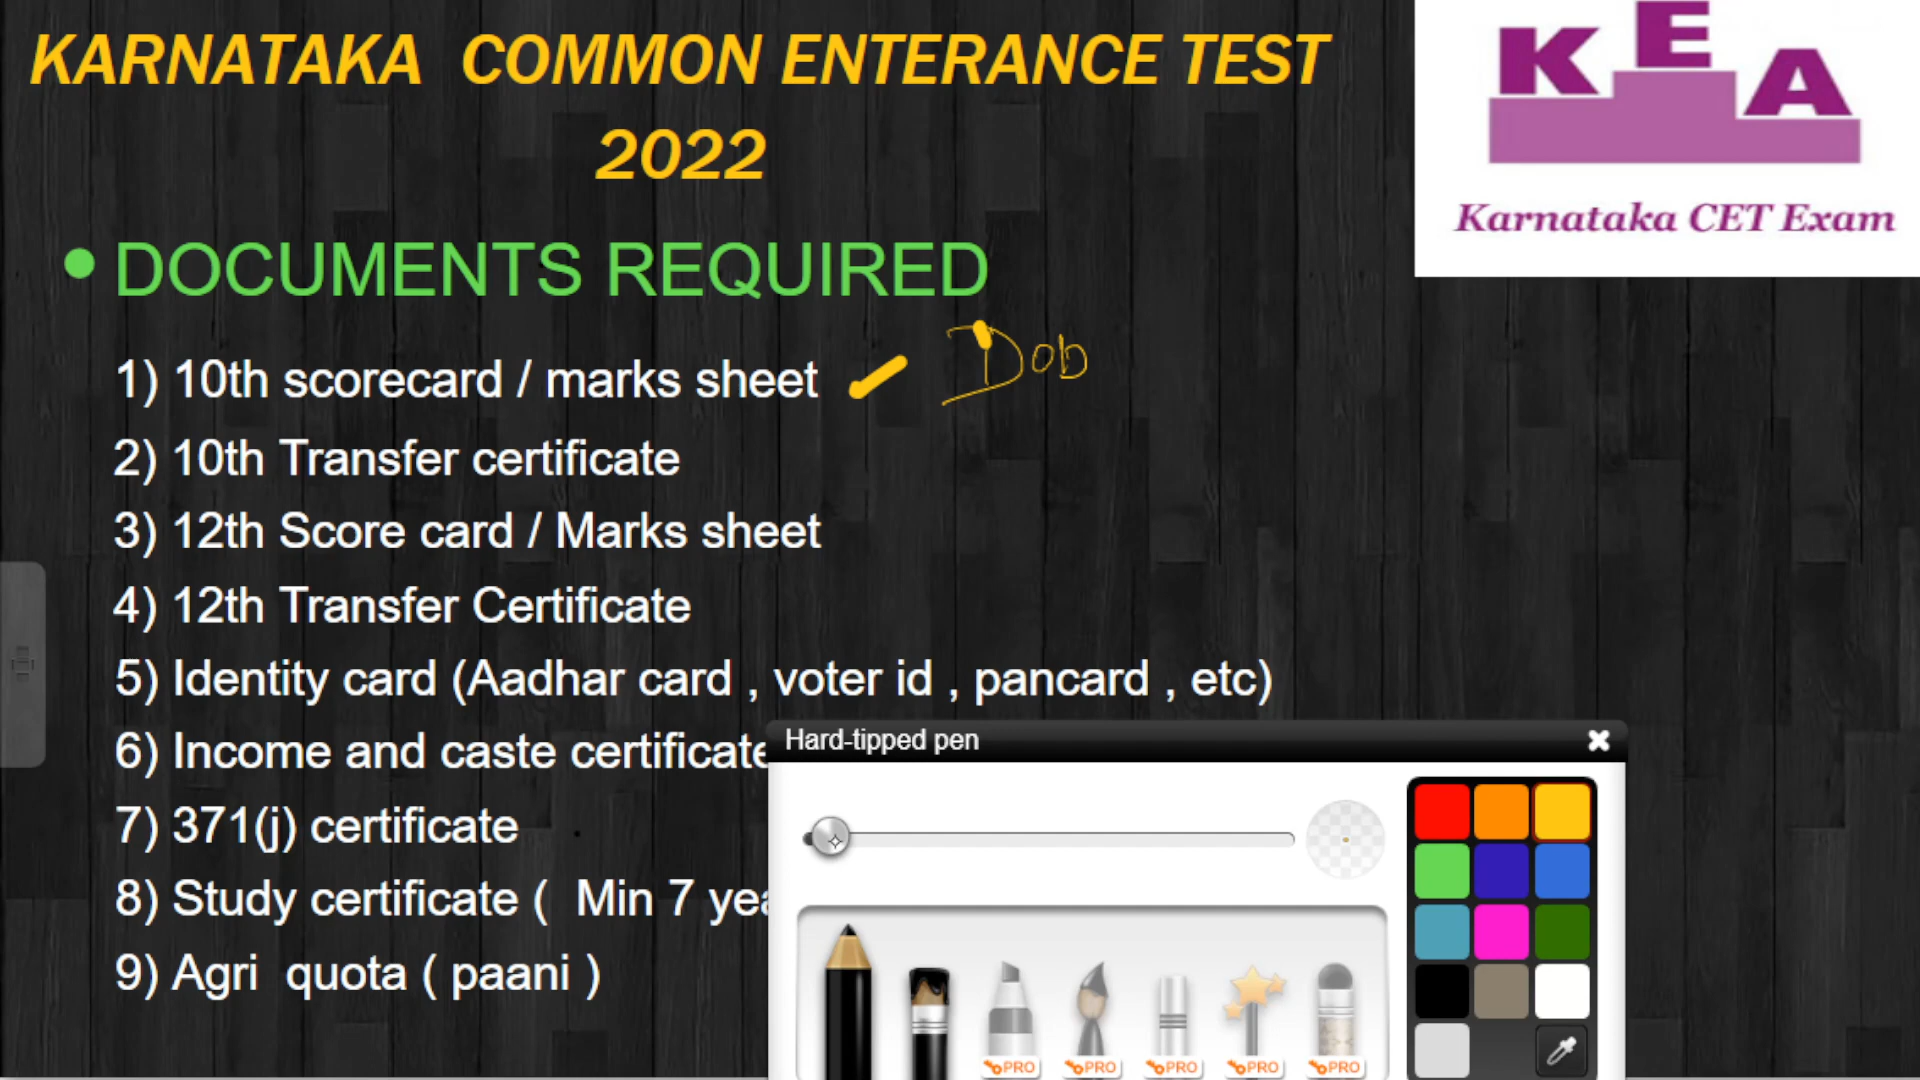 KARNATAKA COMMON ENTERANCE TEST
2022
KEA
Karnataka CET Exam
DOCUMENTS REQUIRED
1) 10th scorecard / marks sheet
Dob
2) 10th Transfer certificate
3) 12th Score card / Marks sheet
4) 12th Transfer Certificate
5) Identity card (Aadhar card , voter id , pancard , etc)
6) Income and caste certificate
7) 371(j) certificate
8) Study certificate ( Min 7
9) Agri quota ( paani )
Hard-tipped pen
PRO PRO PRO PRO PRO